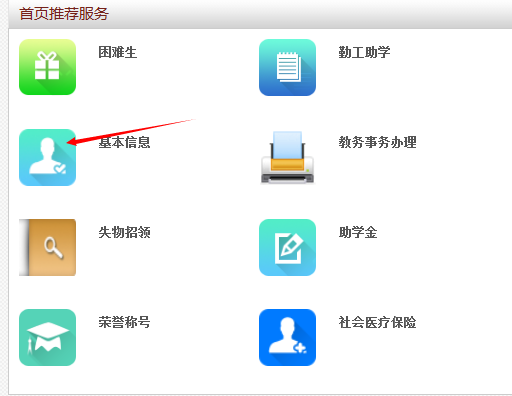 首页推荐服务
困难生
勤工助学
基本信息
教务事务办理
失物招领
助学金
荣誉称号
社会医疗保险